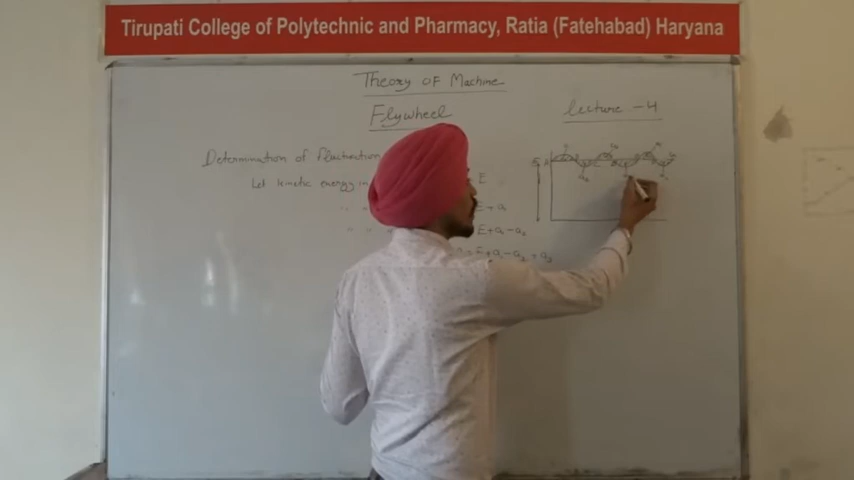 Tirupati College of Polytechnic and Pharmacy, Ratia (Fatehabad) Haryana
Theory OF Machine
Flywheel
lecture - 4
Determination of fluctuation
Let kinetic energy in E
" " E + a₁
" " E + a₁ - a₂
E + a₁ - a₂ + a₃